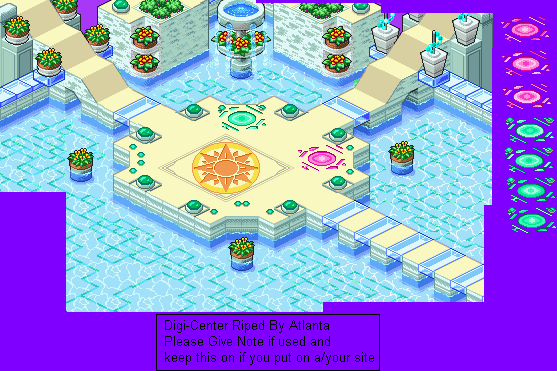 Digi-Center Riped By Atlanta
Please Give Note if used and
keep this on if you put on a/your site